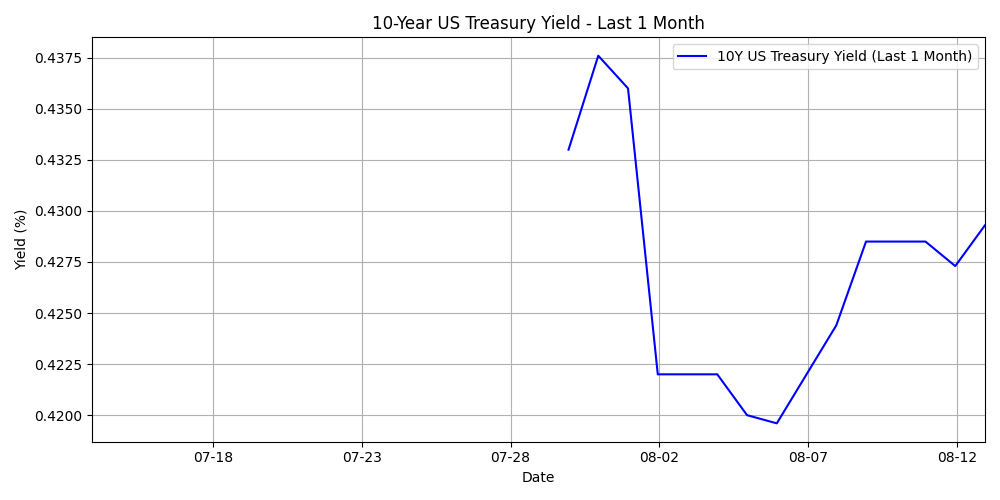 10-Year US Treasury Yield - Last 1 Month
10Y US Treasury Yield (Last 1 Month)
Yield (%)
0.4375
0.4350
0.4325
0.4300
0.4275
0.4250
0.4225
0.4200
07-18 07-23 07-28 08-02 08-07 08-12
Date